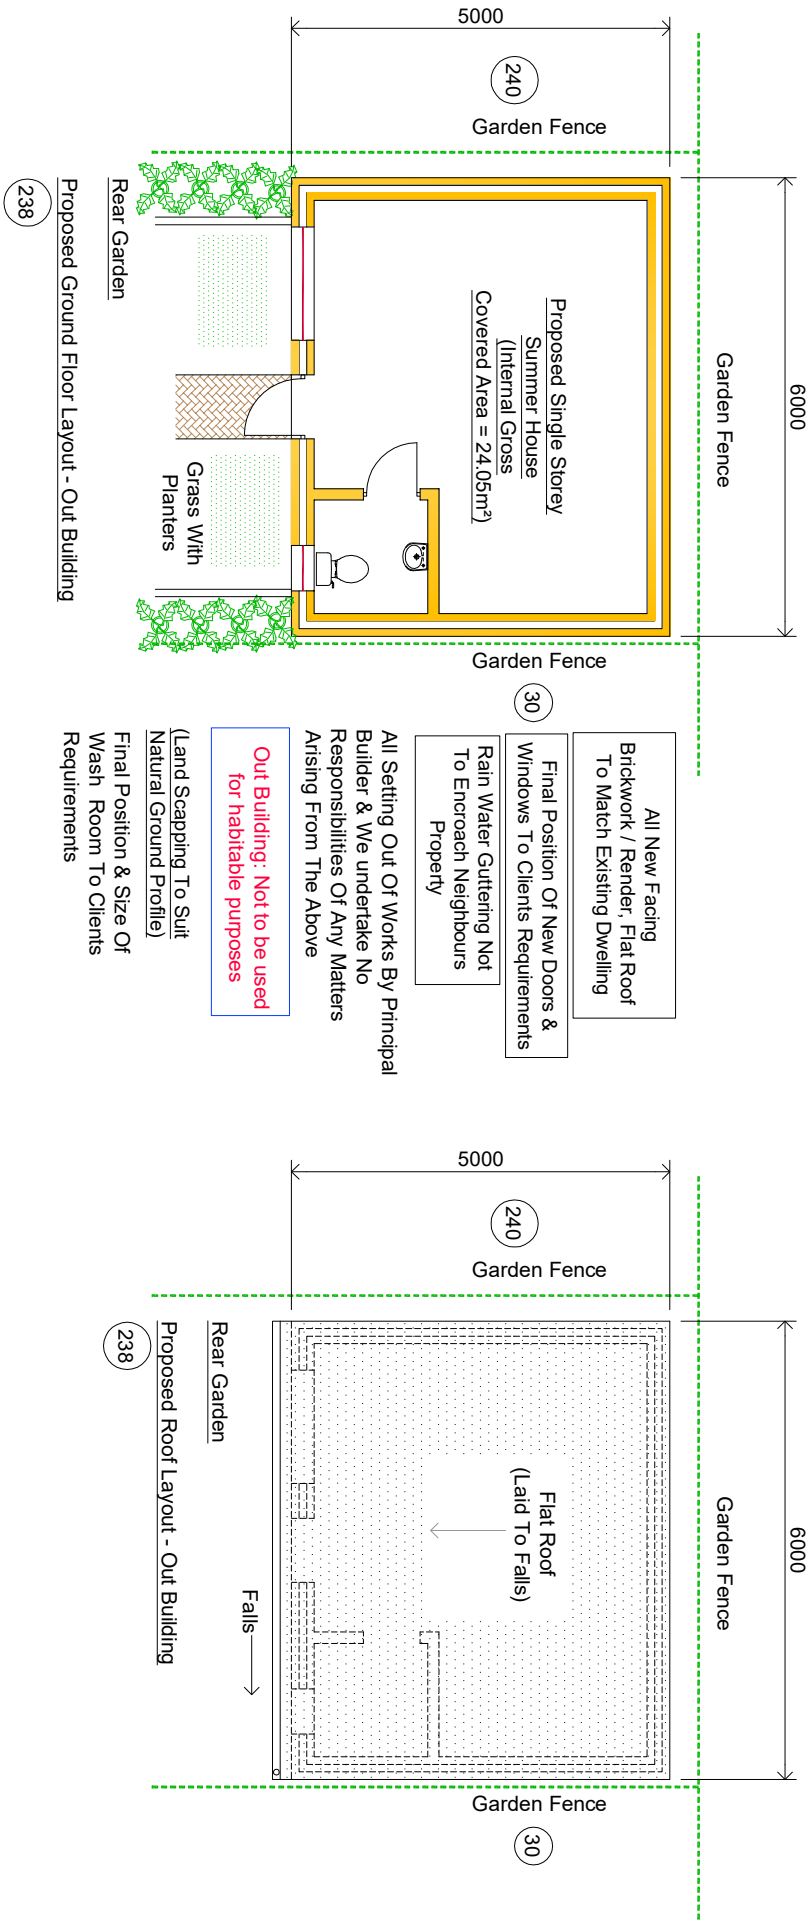 6000
Garden Fence
5000
240
Garden Fence
Proposed Single Storey
Summer House
(Internal Gross
Covered Area = 24.05m²)
Garden Fence
30
Grass With
Planters
Rear Garden
Proposed Ground Floor Layout - Out Building
238
All New Facing
Brickwork / Render, Flat Roof
To Match Existing Dwelling
Final Position Of New Doors &
Windows To Clients Requirements
Rain Water Guttering Not
To Encroach Neighbours
Property
All Setting Out Of Works By Principal
Builder & We undertake No
Responsibilities Of Any Matters
Arising From The Above
Out Building: Not to be used
for habitable purposes
(Land Scapping To Suit
Natural Ground Profile)
Final Position & Size Of
Wash Room To Clients
Requirements
6000
Garden Fence
5000
240
Garden Fence
Flat Roof
(Laid To Falls)
Garden Fence
30
Falls
Rear Garden
Proposed Roof Layout - Out Building
238